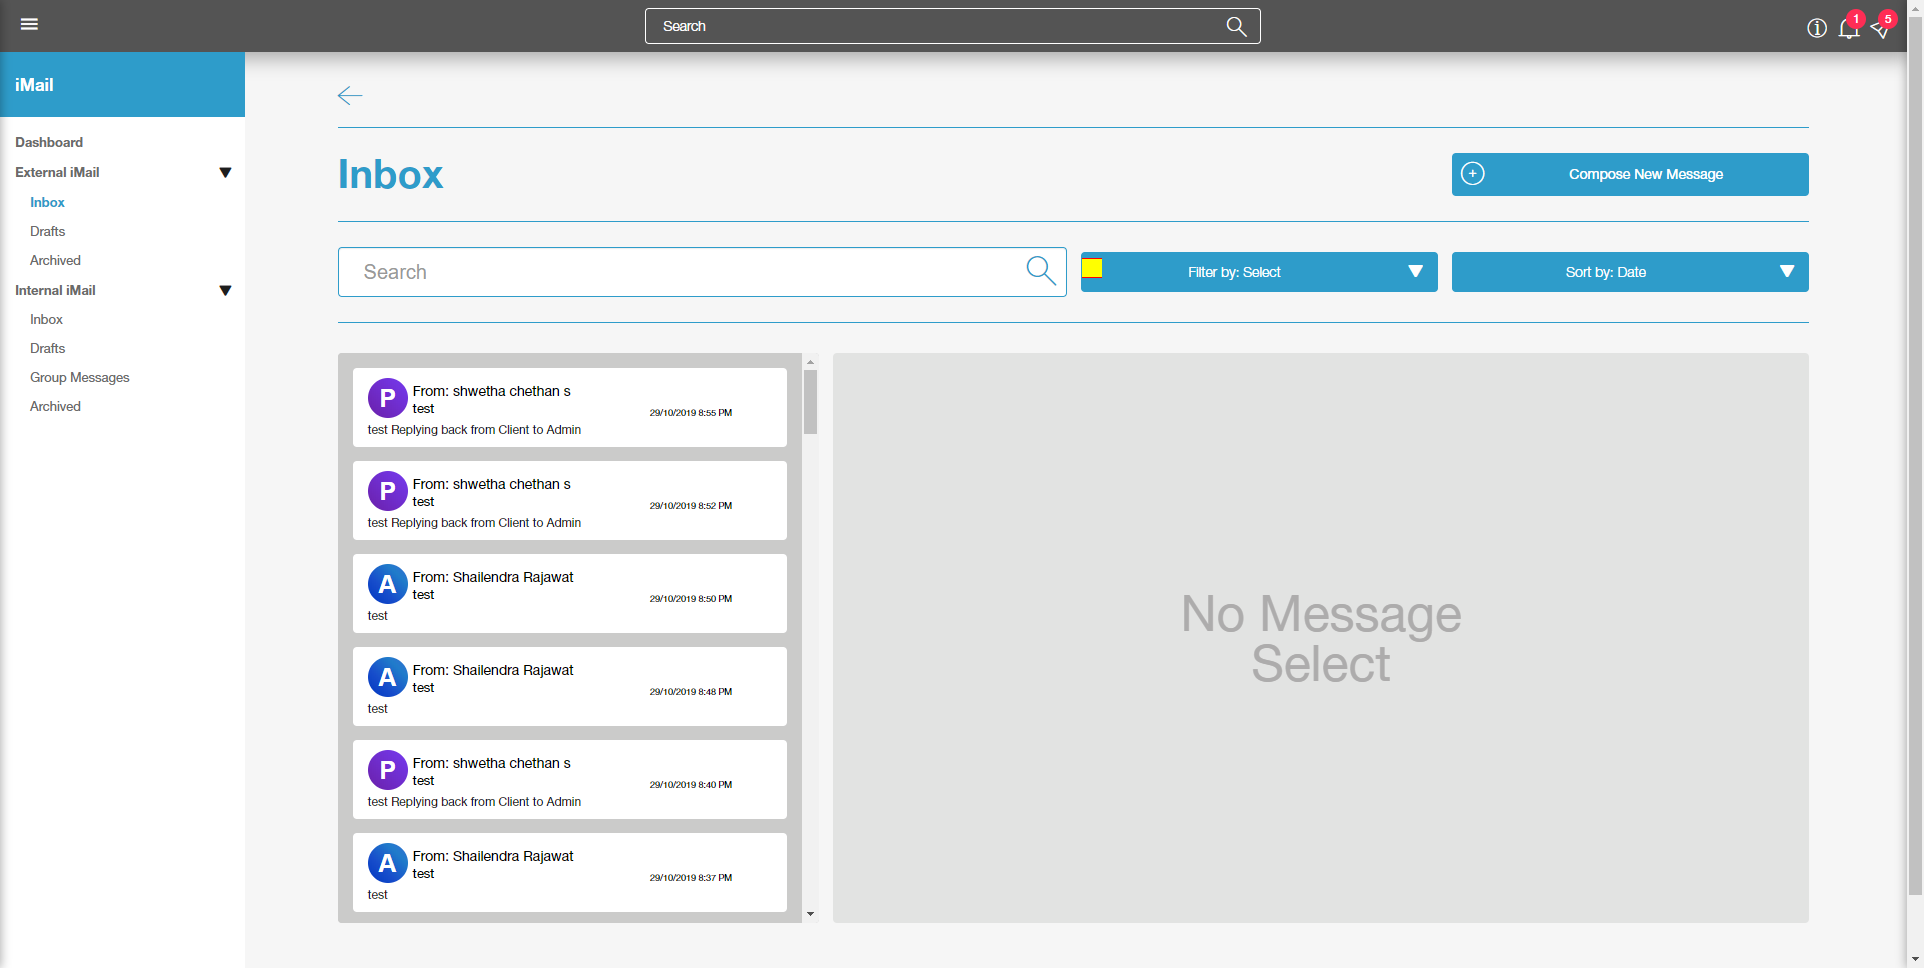 Search
1
5
iMail
Dashboard
External iMail
Inbox
Drafts
Archived
Internal iMail
Inbox
Drafts
Group Messages
Archived
Inbox
Compose New Message
Search
Filter by: Select
Sort by: Date
P
From: shwetha chethan s
test
29/10/2019 8:55 PM
test Replying back from Client to Admin
P
From: shwetha chethan s
test
29/10/2019 8:52 PM
test Replying back from Client to Admin
A
From: Shailendra Rajawat
test
29/10/2019 8:50 PM
test
A
From: Shailendra Rajawat
test
29/10/2019 8:48 PM
test
P
From: shwetha chethan s
test
29/10/2019 8:40 PM
test Replying back from Client to Admin
A
From: Shailendra Rajawat
test
29/10/2019 8:37 PM
test
No Message
Select